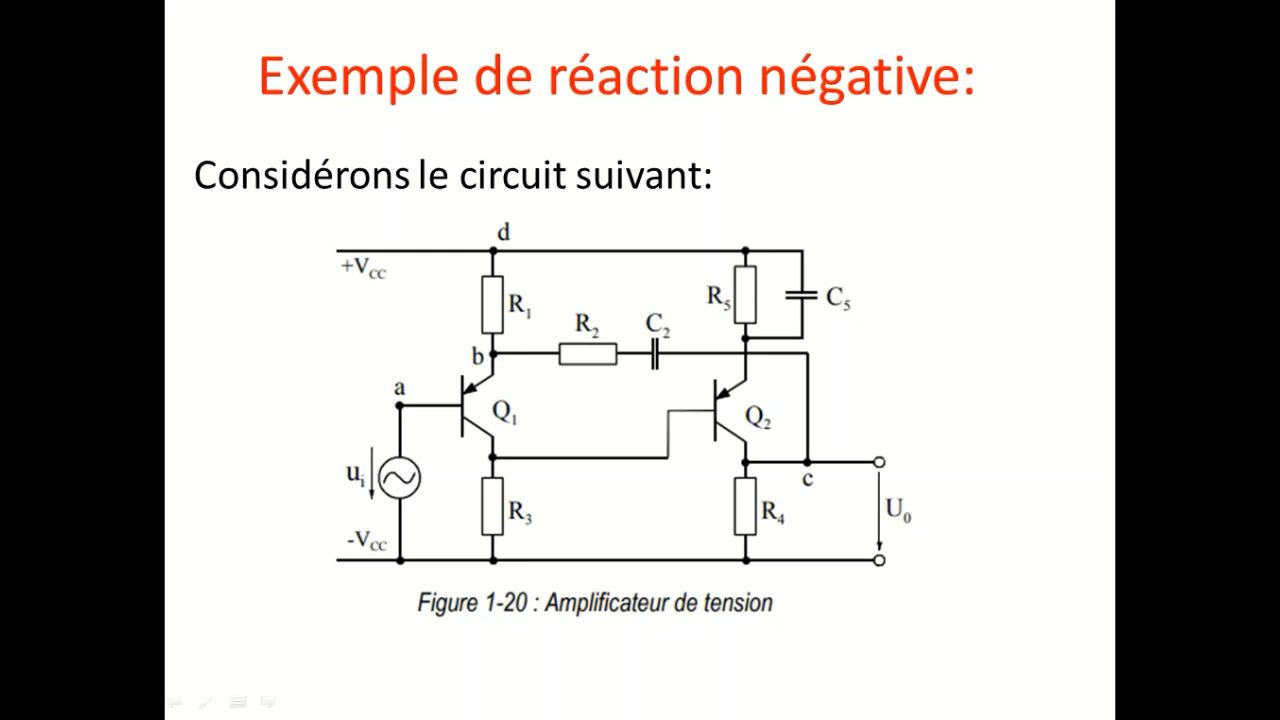 Exemple de réaction négative:
Considérons le circuit suivant:
d
+Vcc
R1
R5
C5
R2
C2
b
a
Q1
Q2
ui
c
R3
R4
U0
-Vcc
Figure 1-20 : Amplificateur de tension